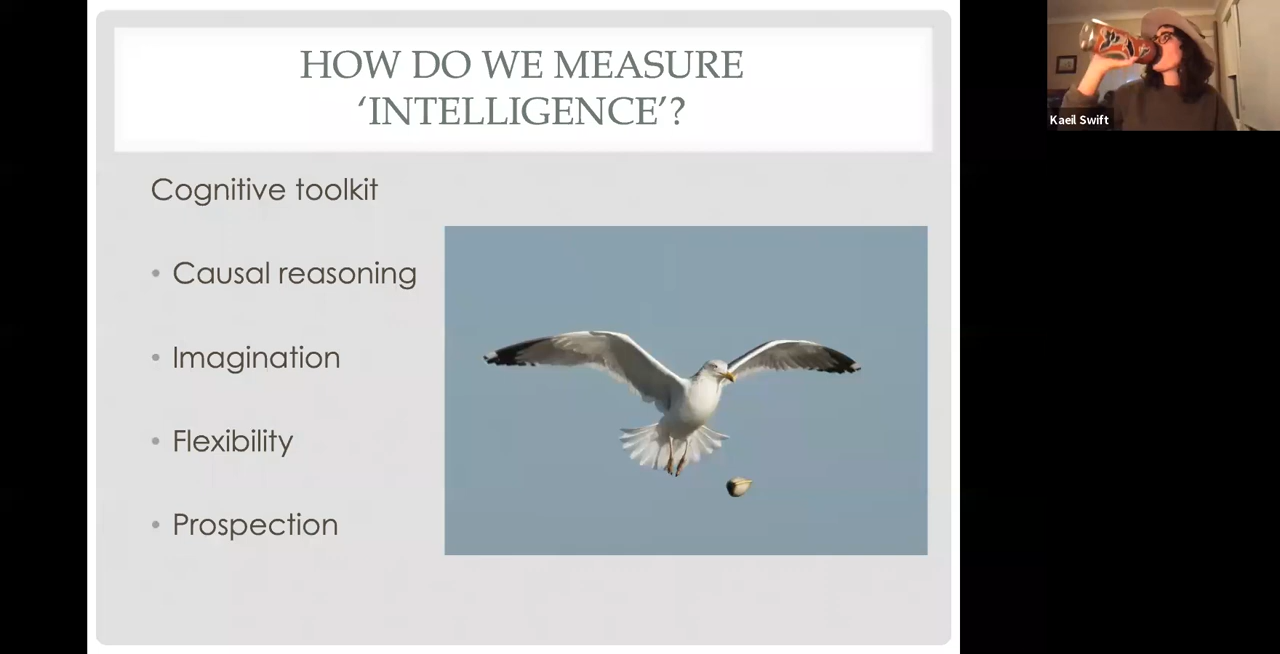 HOW DO WE MEASURE
‘INTELLIGENCE’?
Cognitive toolkit
• Causal reasoning
• Imagination
• Flexibility
• Prospection
Kaeil Swift